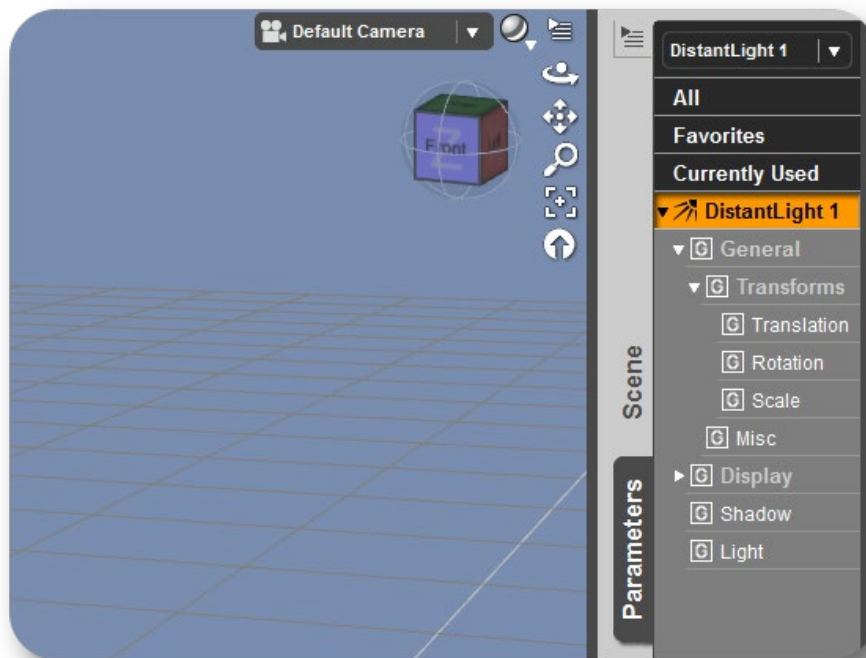 Default Camera
Front
Z
DistantLight 1
All
Favorites
Currently Used
DistantLight 1
G General
G Transforms
G Translation
G Rotation
G Scale
G Misc
G Display
G Shadow
G Light
Scene
Parameters